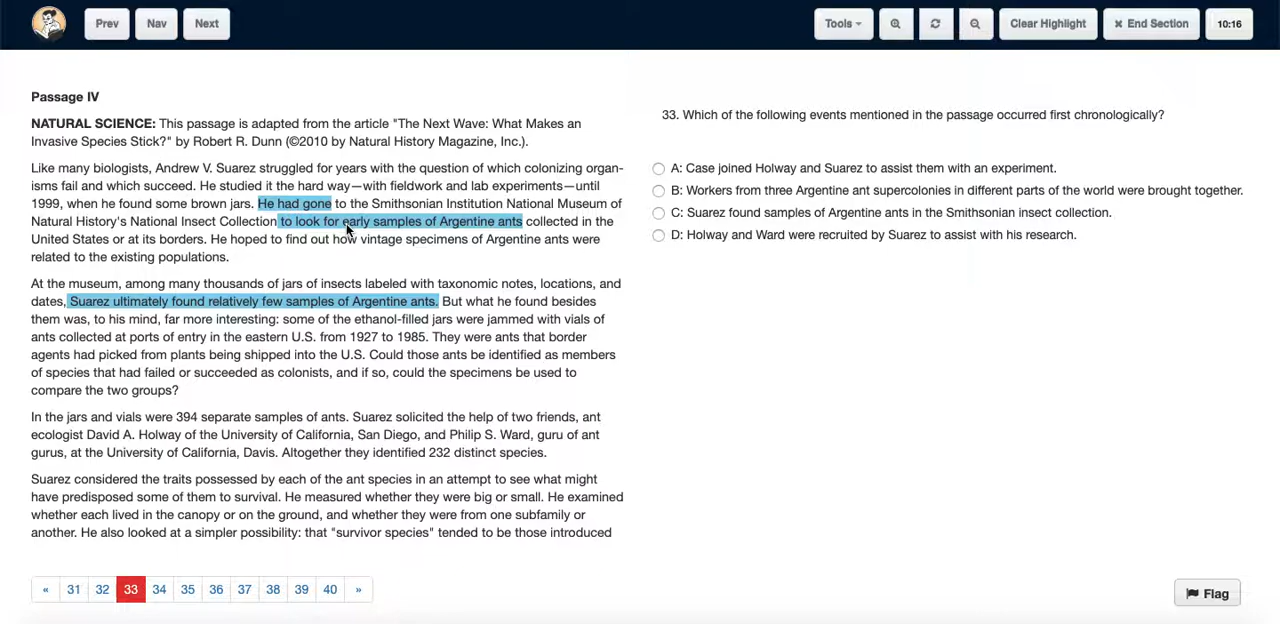 Prev Nav Next Tools Clear Highlight ✖ End Section 10:16
Passage IV
NATURAL SCIENCE: This passage is adapted from the article "The Next Wave: What Makes an
Invasive Species Stick?" by Robert R. Dunn (©2010 by Natural History Magazine, Inc.).
Like many biologists, Andrew V. Suarez struggled for years with the question of which colonizing organ-
isms fail and which succeed. He studied it the hard way—with fieldwork and lab experiments—until
1999, when he found some brown jars. He had gone to the Smithsonian Institution National Museum of
Natural History's National Insect Collection to look for early samples of Argentine ants collected in the
United States or at its borders. He hoped to find out how vintage specimens of Argentine ants were
related to the existing populations.
At the museum, among many thousands of jars of insects labeled with taxonomic notes, locations, and
dates, Suarez ultimately found relatively few samples of Argentine ants. But what he found besides
them was, to his mind, far more interesting: some of the ethanol-filled jars were jammed with vials of
ants collected at ports of entry in the eastern U.S. from 1927 to 1985. They were ants that border
agents had picked from plants being shipped into the U.S. Could those ants be identified as members
of species that had failed or succeeded as colonists, and if so, could the specimens be used to
compare the two groups?
In the jars and vials were 394 separate samples of ants. Suarez solicited the help of two friends, ant
ecologist David A. Holway of the University of California, San Diego, and Philip S. Ward, guru of ant
gurus, at the University of California, Davis. Altogether they identified 232 distinct species.
Suarez considered the traits possessed by each of the ant species in an attempt to see what might
have predisposed some of them to survival. He measured whether they were big or small. He examined
whether each lived in the canopy or on the ground, and whether they were from one subfamily or
another. He also looked at a simpler possibility: that "survivor species" tended to be those introduced
33. Which of the following events mentioned in the passage occurred first chronologically?
A: Case joined Holway and Suarez to assist them with an experiment.
B: Workers from three Argentine ant supercolonies in different parts of the world were brought together.
C: Suarez found samples of Argentine ants in the Smithsonian insect collection.
D: Holway and Ward were recruited by Suarez to assist with his research.
« 31 32 33 34 35 36 37 38 39 40 »
Flag